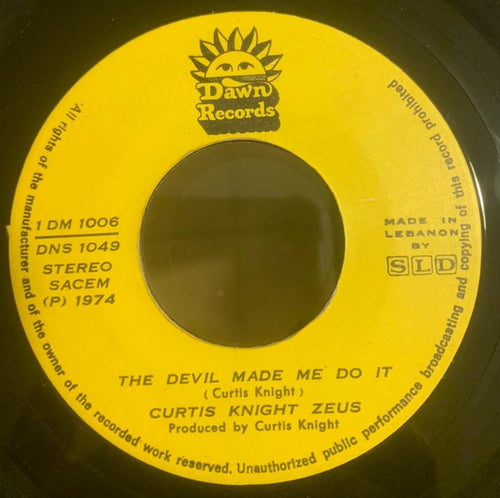 Dawn
Records
1 DM 1006
DNS 1049
STEREO
SACEM
(P) 1974
MADE IN
LEBANON
BY
SLD
THE DEVIL MADE ME DO IT
(Curtis Knight)
CURTIS KNIGHT ZEUS
Produced by Curtis Knight
All rights of the manufacturer and of the owner of the recorded work reserved. Unauthorized public performance broadcasting and copying of this record prohibited